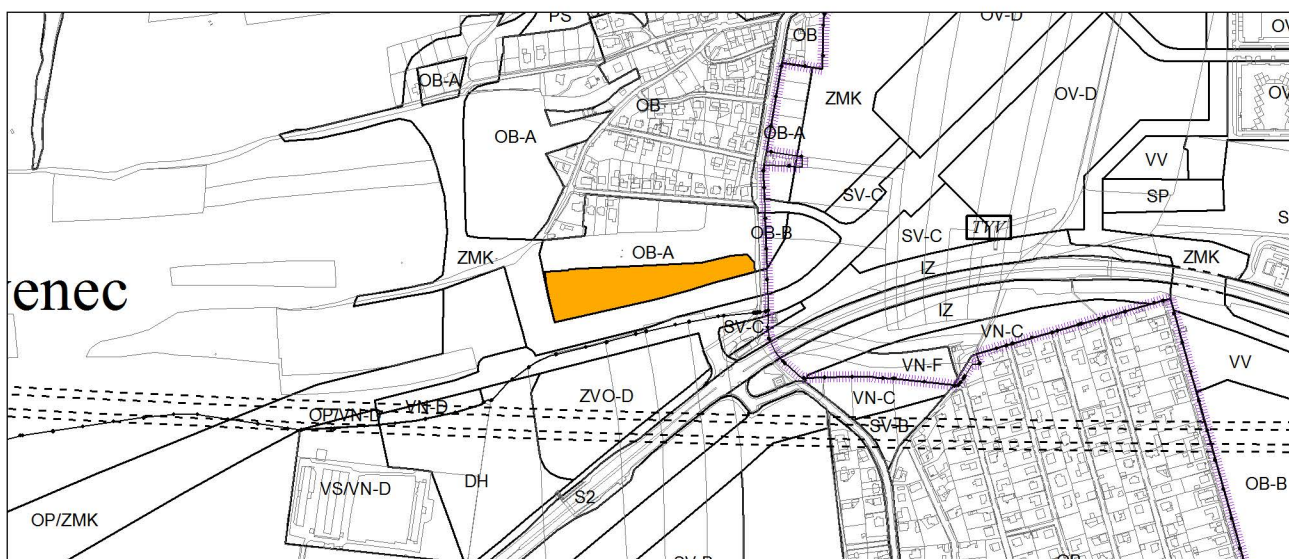 PS
OB
OV-D
OV
OB-A
ZMK
OV-D
OV
OB-A
OB
OB-A
VV
SV-C
SP
S
OB-B
TVV
SV-C
ZMK
OB-A
ZMK
IZ
venec
IZ
SV-C
VN-C
VN-F
VV
ZVO-D
VN-C
OP/VN-D
VN-D
SV-B
VS/VN-D
DH
S2
OB-B
OP/ZMK